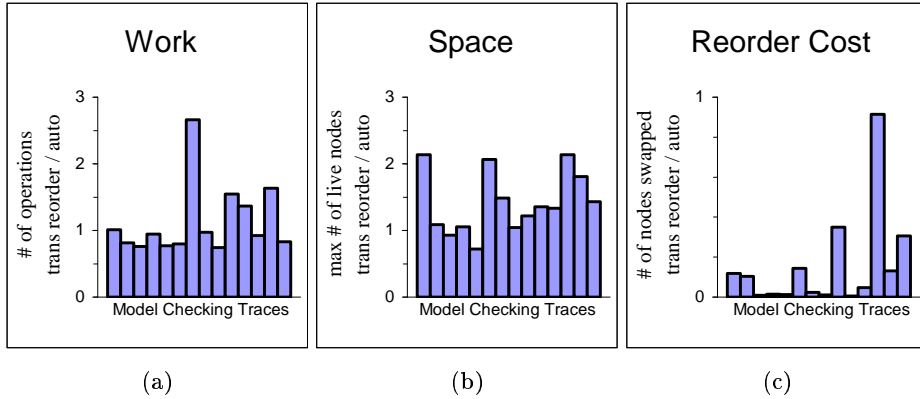 Work
# of operations
trans reorder / auto
3
2
1
0
Model Checking Traces
(a)
Space
max # of live nodes
trans reorder / auto
3
2
1
0
Model Checking Traces
(b)
Reorder Cost
# of nodes swapped
trans reorder / auto
1
0
Model Checking Traces
(c)